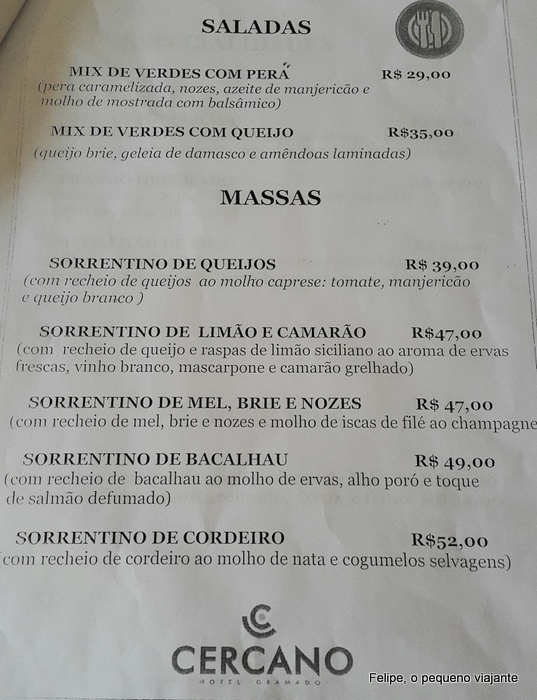 SALADAS
MIX DE VERDES COM PERA R$ 29,00
(pera caramelizada, nozes, azeite de manjericão e
molho de mostrada com balsâmico)
MIX DE VERDES COM QUEIJO R$35,00
(queijo brie, geleia de damasco e amêndoas laminadas)
MASSAS
SORRENTINO DE QUEIJOS R$ 39,00
(com recheio de queijos ao molho caprese: tomate, manjericão
e queijo branco )
SORRENTINO DE LIMÃO E CAMARÃO R$47,00
(com recheio de queijo e raspas de limão siciliano ao aroma de ervas
frescas, vinho branco, mascarpone e camarão grelhado)
SORRENTINO DE MEL, BRIE E NOZES R$ 47,00
(com recheio de mel, brie e nozes e molho de iscas de filé ao champagne
SORRENTINO DE BACALHAU R$ 49,00
(com recheio de bacalhau ao molho de ervas, alho poró e toque
de salmão defumado)
SORRENTINO DE CORDEIRO R$52,00
(com recheio de cordeiro ao molho de nata e cogumelos selvagens)
CERCANO
HOTEL GRAMADO
Felipe, o pequeno viajante